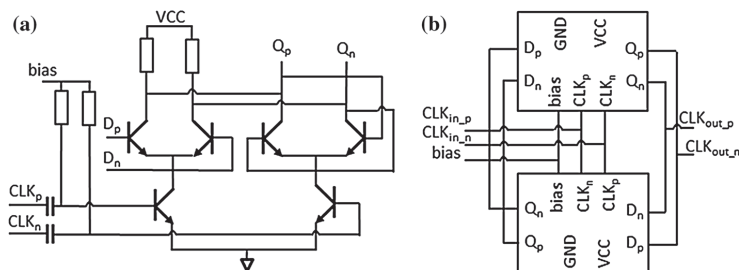 (a)
VCC
Qp
Qn
bias
Dp
Dn
CLKp
CLKn
(b)
Dp
GND
VCC
Qp
Dn
Qn
bias
CLKp
CLKn
CLKin_p
CLKin_n
bias
CLKout_p
CLKout_n
Qn
bias
CLKn
CLKp
Dn
Qp
GND
VCC
Dp